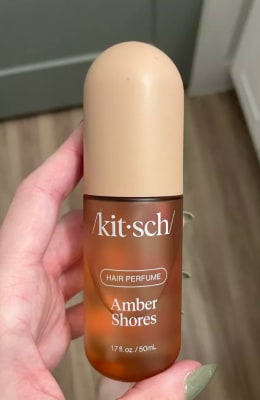 /kit·sch/
HAIR PERFUME
Amber
Shores
1.7 fl. oz. / 50mL